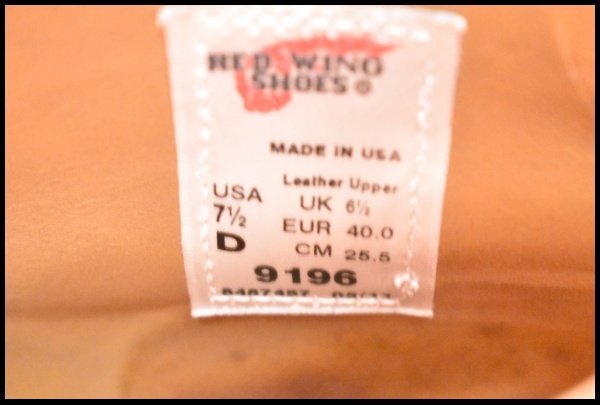 RED WING
SHOES ®
MADE IN USA
Leather Upper
USA
7½
D
UK 6½
EUR 40.0
CM 25.5
9196